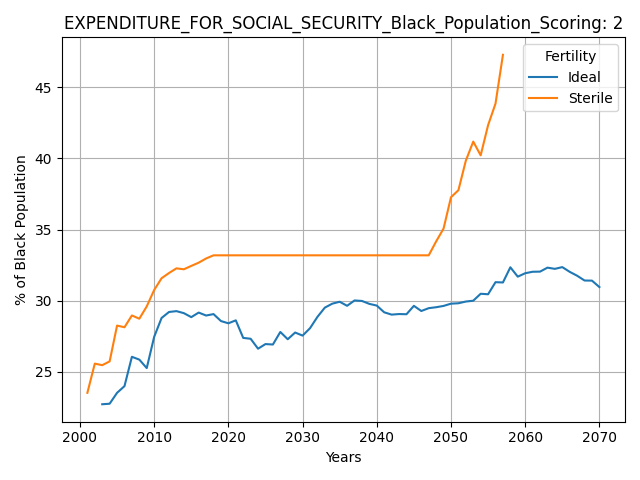 EXPENDITURE_FOR_SOCIAL_SECURITY_Black_Population_Scoring: 2
Fertility
Ideal
Sterile
% of Black Population
45
40
35
30
25
2000 2010 2020 2030 2040 2050 2060 2070
Years